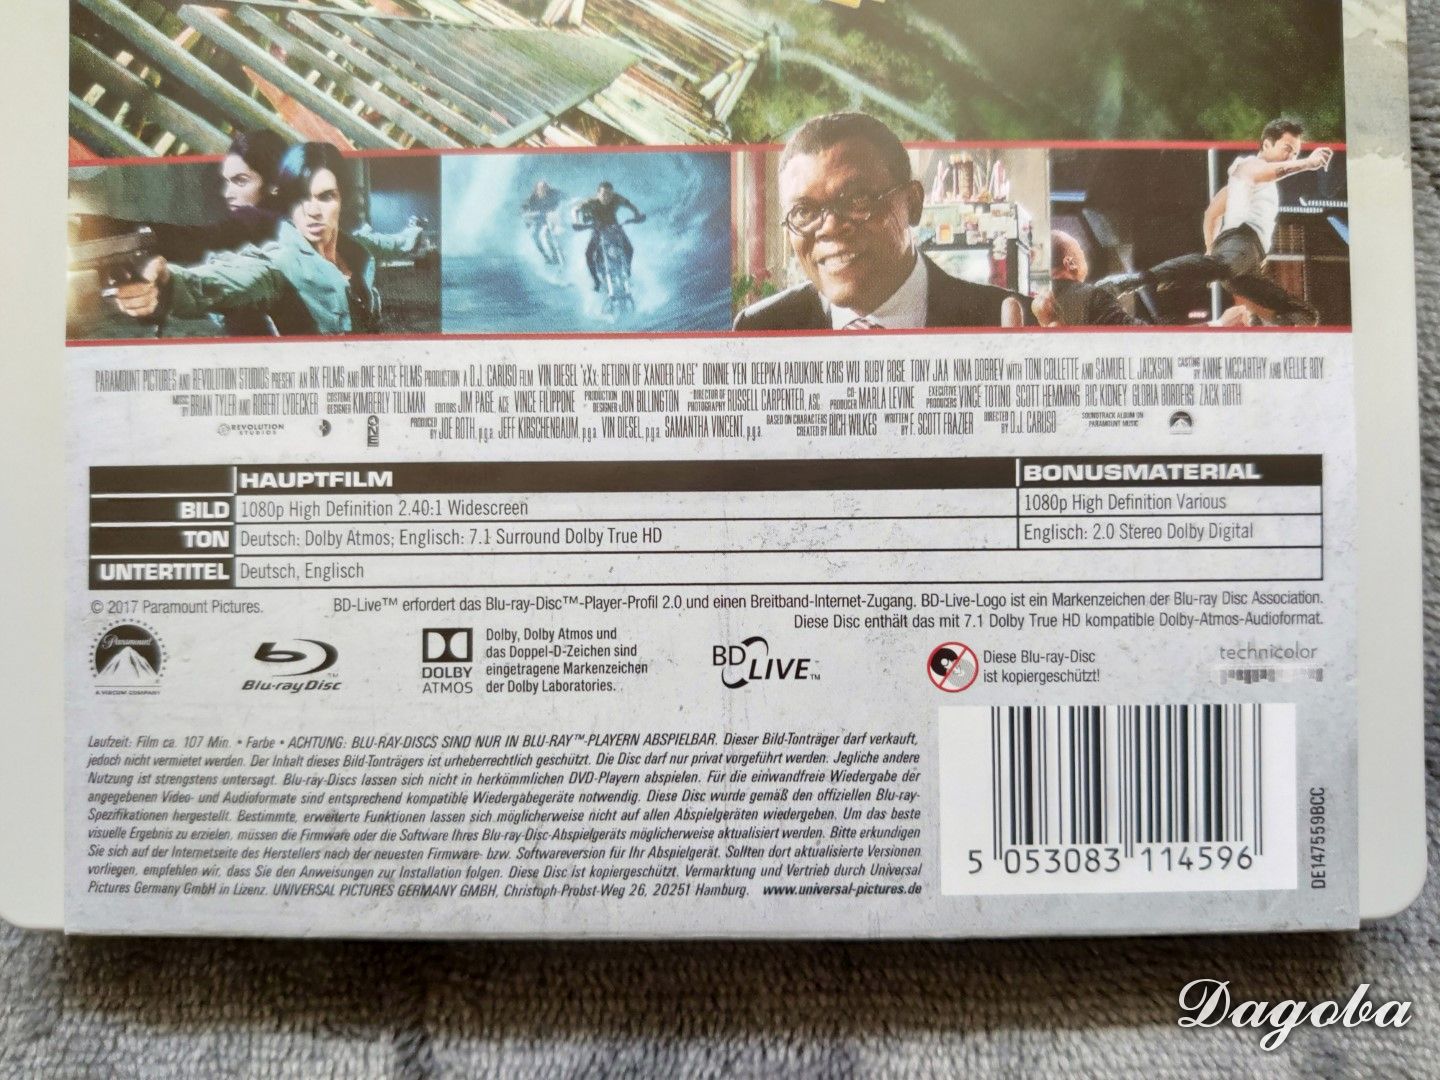 PARAMOUNT PICTURES AND REVOLUTION STUDIOS PRESENT AN RK FILMS AND ONE RACE FILMS PRODUCTION A D.J. CARUSO FILM VIN DIESEL "xXx: RETURN OF XANDER CAGE" DONNIE YEN DEEPIKA PADUKONE KRIS WU RUBY ROSE TONY JAA NINA DOBREV WITH TONI COLLETTE AND SAMUEL L. JACKSON CASTING BY ANNE MCCARTHY AND KELLIE ROY
MUSIC BY BRIAN TYLER AND ROBERT LYDECKER COSTUME DESIGNER KIMBERLY TILLMAN EDITORS JIM PAGE, ACE VINCE FILIPPONE PRODUCTION DESIGNER JON BILLINGTON DIRECTOR OF PHOTOGRAPHY RUSSELL CARPENTER, ASC CO-PRODUCER MARLA LEVINE EXECUTIVE PRODUCERS VINCE TOTINO SCOTT HEMMING RIC KIDNEY GLORIA BORDERS ZACK ROTH
REVOLUTION STUDIOS PRODUCED BY JOE ROTH, p.g.a. JEFF KIRSCHENBAUM, p.g.a. VIN DIESEL, p.g.a. SAMANTHA VINCENT, p.g.a. BASED ON CHARACTERS CREATED BY RICH WILKES WRITTEN BY F. SCOTT FRAZIER DIRECTED BY D.J. CARUSO SOUNDTRACK ALBUM ON PARAMOUNT MUSIC
HAUPTFILM BONUSMATERIAL
BILD 1080p High Definition 2.40:1 Widescreen 1080p High Definition Various
TON Deutsch: Dolby Atmos; Englisch: 7.1 Surround Dolby True HD Englisch: 2.0 Stereo Dolby Digital
UNTERTITEL Deutsch, Englisch
© 2017 Paramount Pictures. BD-Live™ erfordert das Blu-ray-Disc™-Player-Profil 2.0 und einen Breitband-Internet-Zugang. BD-Live-Logo ist ein Markenzeichen der Blu-ray Disc Association.
Diese Disc enthält das mit 7.1 Dolby True HD kompatible Dolby-Atmos-Audioformat.
Paramount
A VIACOM COMPANY
Blu-ray Disc™
DOLBY
ATMOS
Dolby, Dolby Atmos und
das Doppel-D-Zeichen sind
eingetragene Markenzeichen
der Dolby Laboratories.
BD LIVE™
Diese Blu-ray-Disc
ist kopiergeschützt!
technicolor
Laufzeit: Film ca. 107 Min. • Farbe • ACHTUNG: BLU-RAY-DISCS SIND NUR IN BLU-RAY™-PLAYERN ABSPIELBAR. Dieser Bild-Tonträger darf verkauft,
jedoch nicht vermietet werden. Der Inhalt dieses Bild-Tonträgers ist urheberrechtlich geschützt. Die Disc darf nur privat vorgeführt werden. Jegliche andere
Nutzung ist strengstens untersagt. Blu-ray-Discs lassen sich nicht in herkömmlichen DVD-Playern abspielen. Für die einwandfreie Wiedergabe der
angegebenen Video- und Audioformate sind entsprechend kompatible Wiedergabegeräte notwendig. Diese Disc wurde gemäß den offiziellen Blu-ray-
Spezifikationen hergestellt. Bestimmte, erweiterte Funktionen lassen sich möglicherweise nicht auf allen Abspielgeräten wiedergeben. Um das beste
visuelle Ergebnis zu erzielen, müssen die Firmware oder die Software Ihres Blu-ray-Disc-Abspielgeräts möglicherweise aktualisiert werden. Bitte erkundigen
Sie sich auf der Internetseite des Herstellers nach der neuesten Firmware- bzw. Softwareversion für Ihr Abspielgerät. Sollten dort aktualisierte Versionen
vorliegen, empfehlen wir, dass Sie den Anweisungen zur Installation folgen. Diese Disc ist kopiergeschützt. Vermarktung und Vertrieb durch Universal
Pictures Germany GmbH in Lizenz. UNIVERSAL PICTURES GERMANY GMBH, Christoph-Probst-Weg 26, 20251 Hamburg. www.universal-pictures.de
5 053083 114596
DE147559BCC
Dagoba